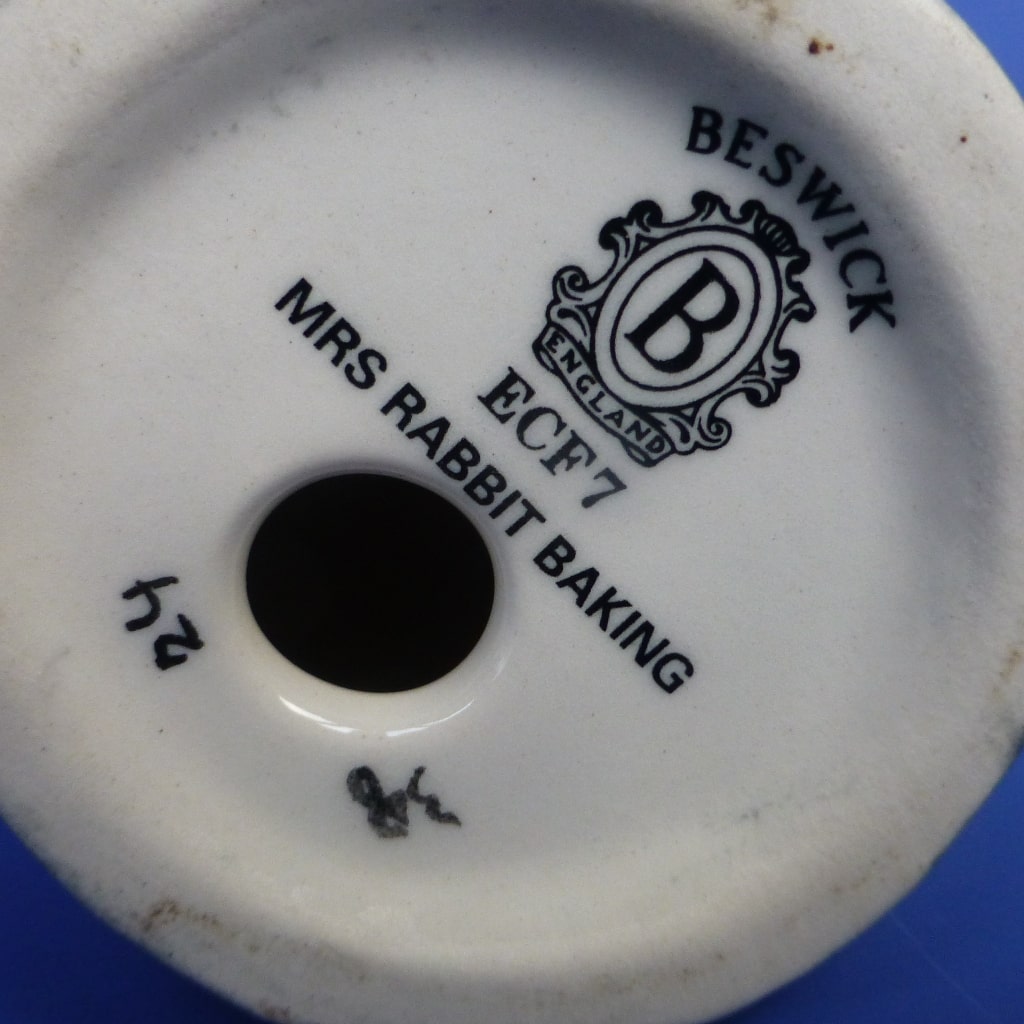 BESWICK
B
ENGLAND
ECF7
MRS RABBIT BAKING
24